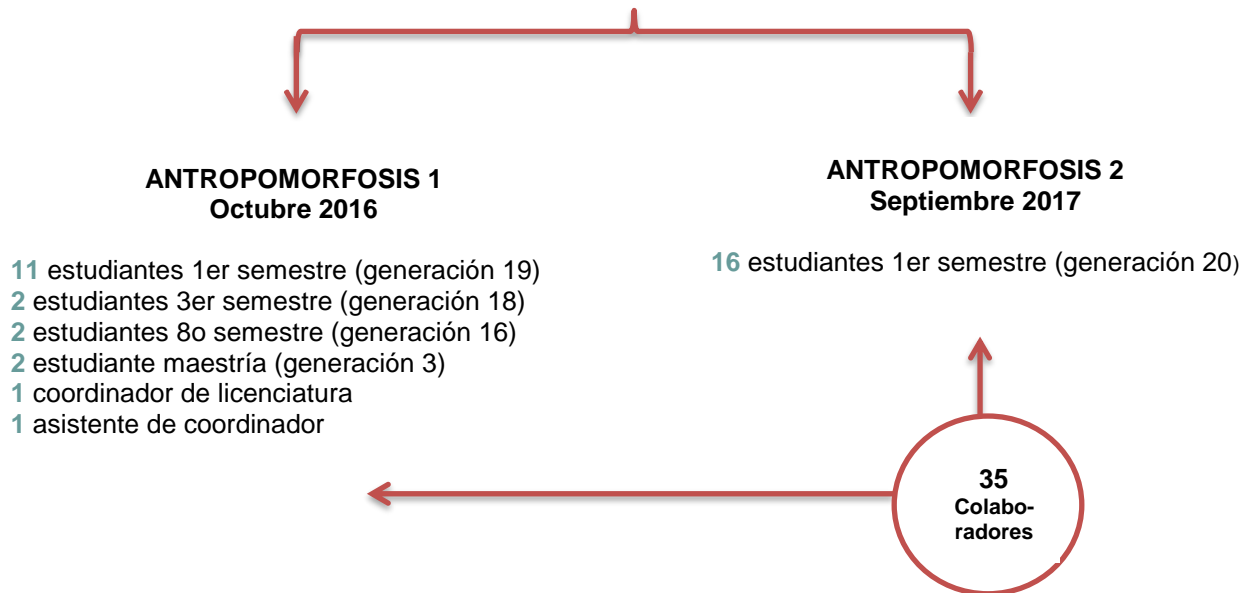 ANTROPOMORFOSIS 1
Octubre 2016
11 estudiantes 1er semestre (generación 19)
2 estudiantes 3er semestre (generación 18)
2 estudiantes 8o semestre (generación 16)
2 estudiante maestría (generación 3)
1 coordinador de licenciatura
1 asistente de coordinador
ANTROPOMORFOSIS 2
Septiembre 2017
16 estudiantes 1er semestre (generación 20)
35
Colabo-
radores